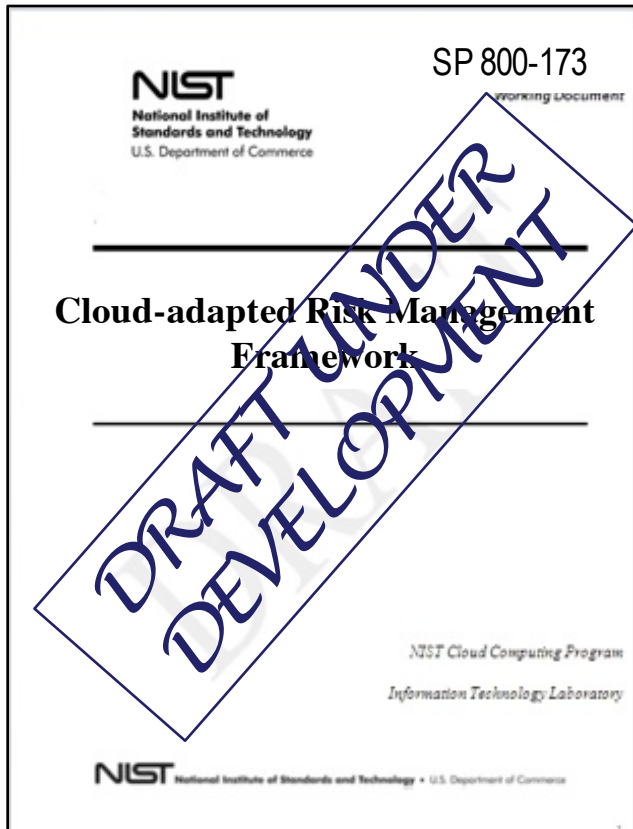 SP 800-173
Working Document
NIST
National Institute of
Standards and Technology
U.S. Department of Commerce
Cloud-adapted Risk Management
Framework
DRAFT
DRAFT UNDER
DEVELOPMENT
NIST Cloud Computing Program
Information Technology Laboratory
NIST National Institute of Standards and Technology • U.S. Department of Commerce